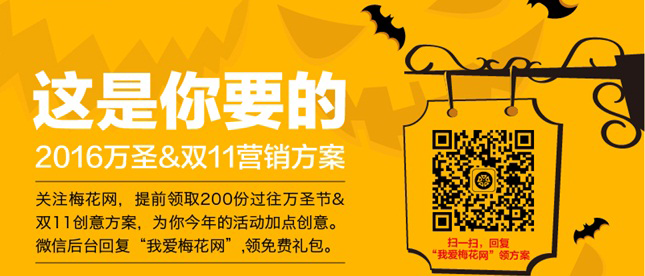 这是你要的
2016万圣&双11营销方案
关注梅花网，提前领取200份过往万圣节&
双11创意方案，为你今年的活动加点创意。
微信后台回复“我爱梅花网”,领免费礼包。
扫一扫，回复
“我爱梅花网”领方案